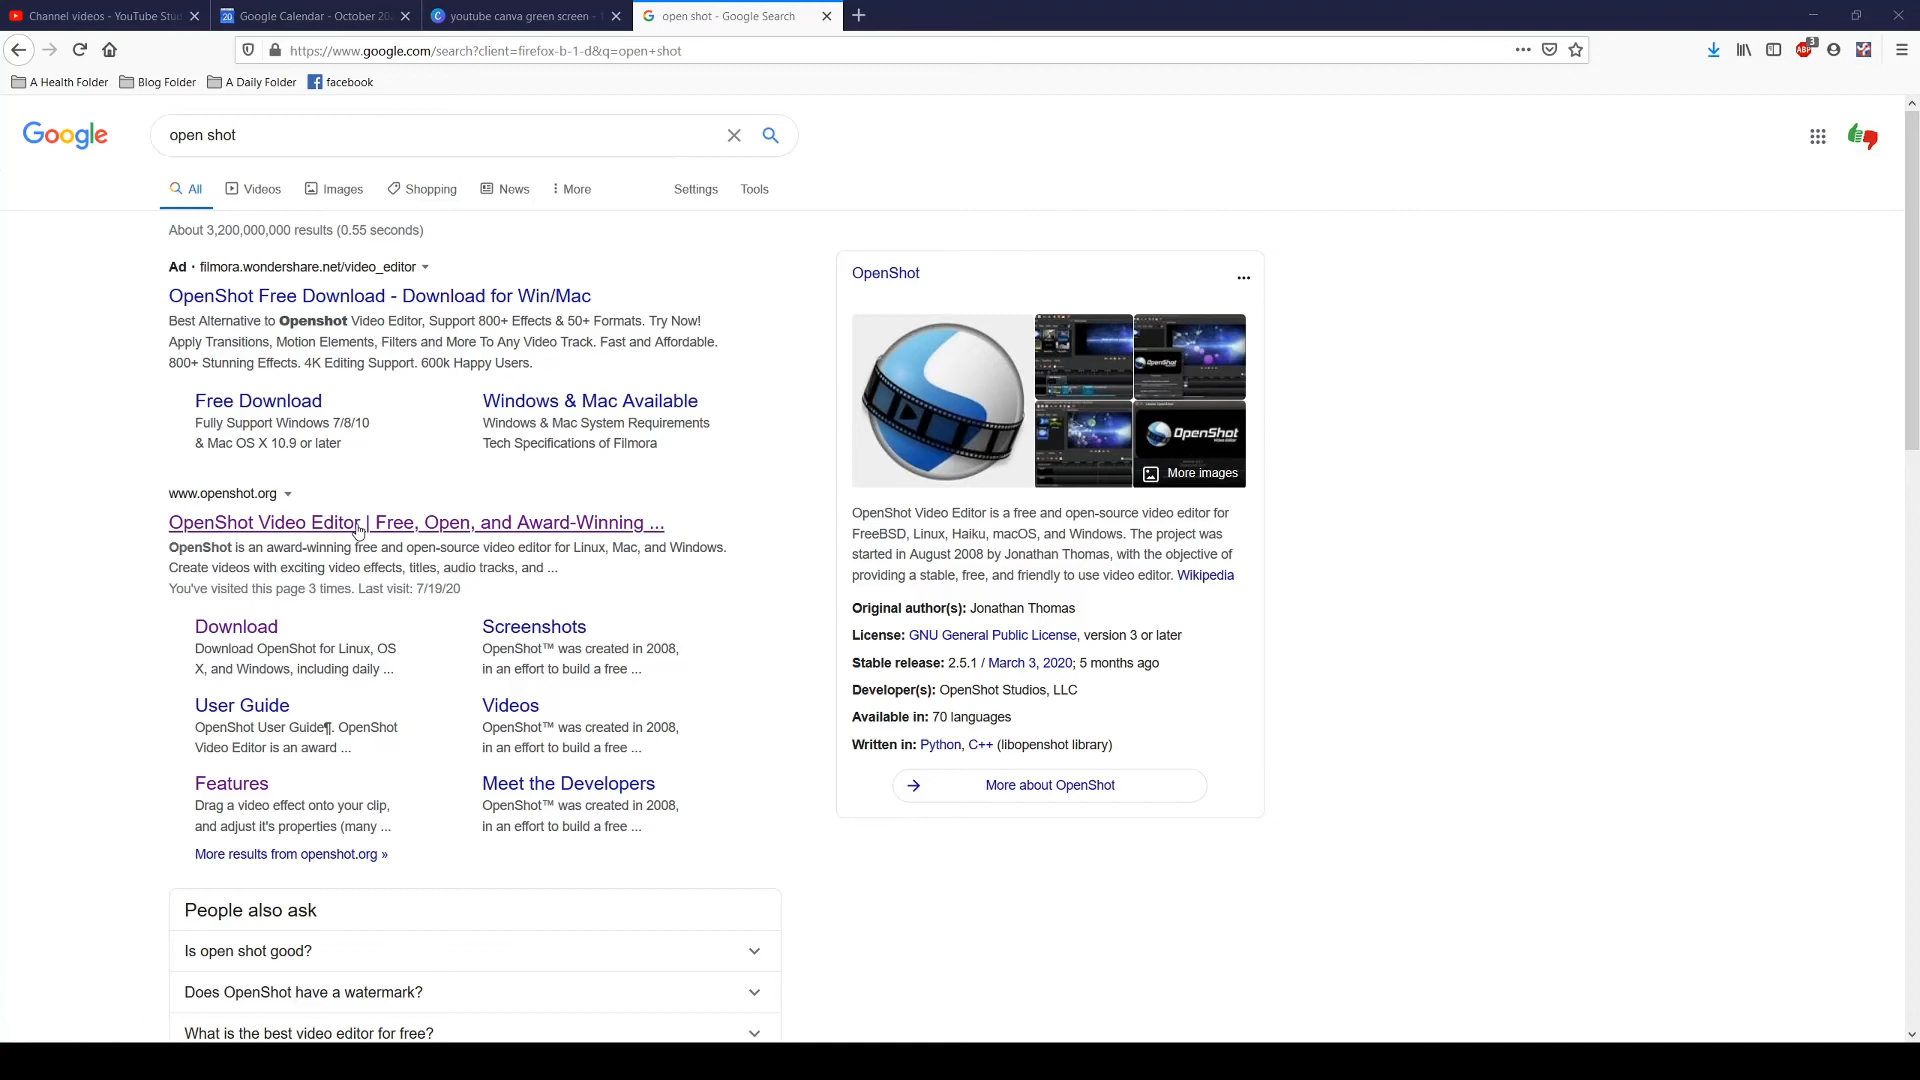 Channel videos - YouTube Stu
Google Calendar - October 202
youtube canva green screen -
open shot - Google Search
https://www.google.com/search?client=firefox-b-1-d&q=open+shot
ABP
3
A Health Folder
Blog Folder
A Daily Folder
facebook
Google
open shot
All
Videos
Images
Shopping
News
More
Settings
Tools
About 3,200,000,000 results (0.55 seconds)
Ad · filmora.wondershare.net/video_editor
OpenShot Free Download - Download for Win/Mac
Best Alternative to Openshot Video Editor, Support 800+ Effects & 50+ Formats. Try Now!
Apply Transitions, Motion Elements, Filters and More To Any Video Track. Fast and Affordable.
800+ Stunning Effects. 4K Editing Support. 600k Happy Users.
Free Download
Fully Support Windows 7/8/10
& Mac OS X 10.9 or later
Windows & Mac Available
Windows & Mac System Requirements
Tech Specifications of Filmora
www.openshot.org
OpenShot Video Editor | Free, Open, and Award-Winning ...
OpenShot is an award-winning free and open-source video editor for Linux, Mac, and Windows.
Create videos with exciting video effects, titles, audio tracks, and ...
You've visited this page 3 times. Last visit: 7/19/20
Download
Download OpenShot for Linux, OS
X, and Windows, including daily ...
Screenshots
OpenShot™ was created in 2008,
in an effort to build a free ...
User Guide
OpenShot User Guide¶. OpenShot
Video Editor is an award ...
Videos
OpenShot™ was created in 2008,
in an effort to build a free ...
Features
Drag a video effect onto your clip,
and adjust it's properties (many ...
Meet the Developers
OpenShot™ was created in 2008,
in an effort to build a free ...
More results from openshot.org »
People also ask
Is open shot good?
Does OpenShot have a watermark?
What is the best video editor for free?
OpenShot
OpenShot
OpenShot
More images
OpenShot Video Editor is a free and open-source video editor for
FreeBSD, Linux, Haiku, macOS, and Windows. The project was
started in August 2008 by Jonathan Thomas, with the objective of
providing a stable, free, and friendly to use video editor. Wikipedia
Original author(s): Jonathan Thomas
License: GNU General Public License, version 3 or later
Stable release: 2.5.1 / March 3, 2020; 5 months ago
Developer(s): OpenShot Studios, LLC
Available in: 70 languages
Written in: Python, C++ (libopenshot library)
More about OpenShot